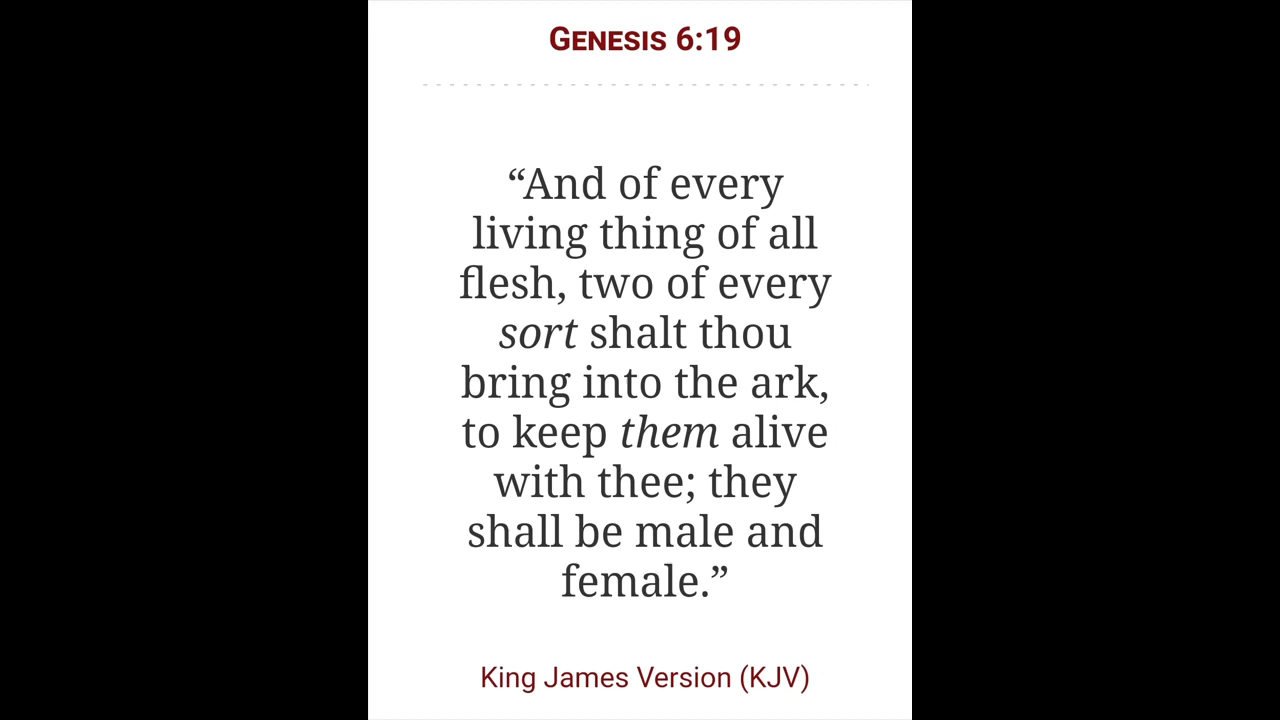 Genesis 6:19
“And of every
living thing of all
flesh, two of every
sort shalt thou
bring into the ark,
to keep them alive
with thee; they
shall be male and
female.”
King James Version (KJV)